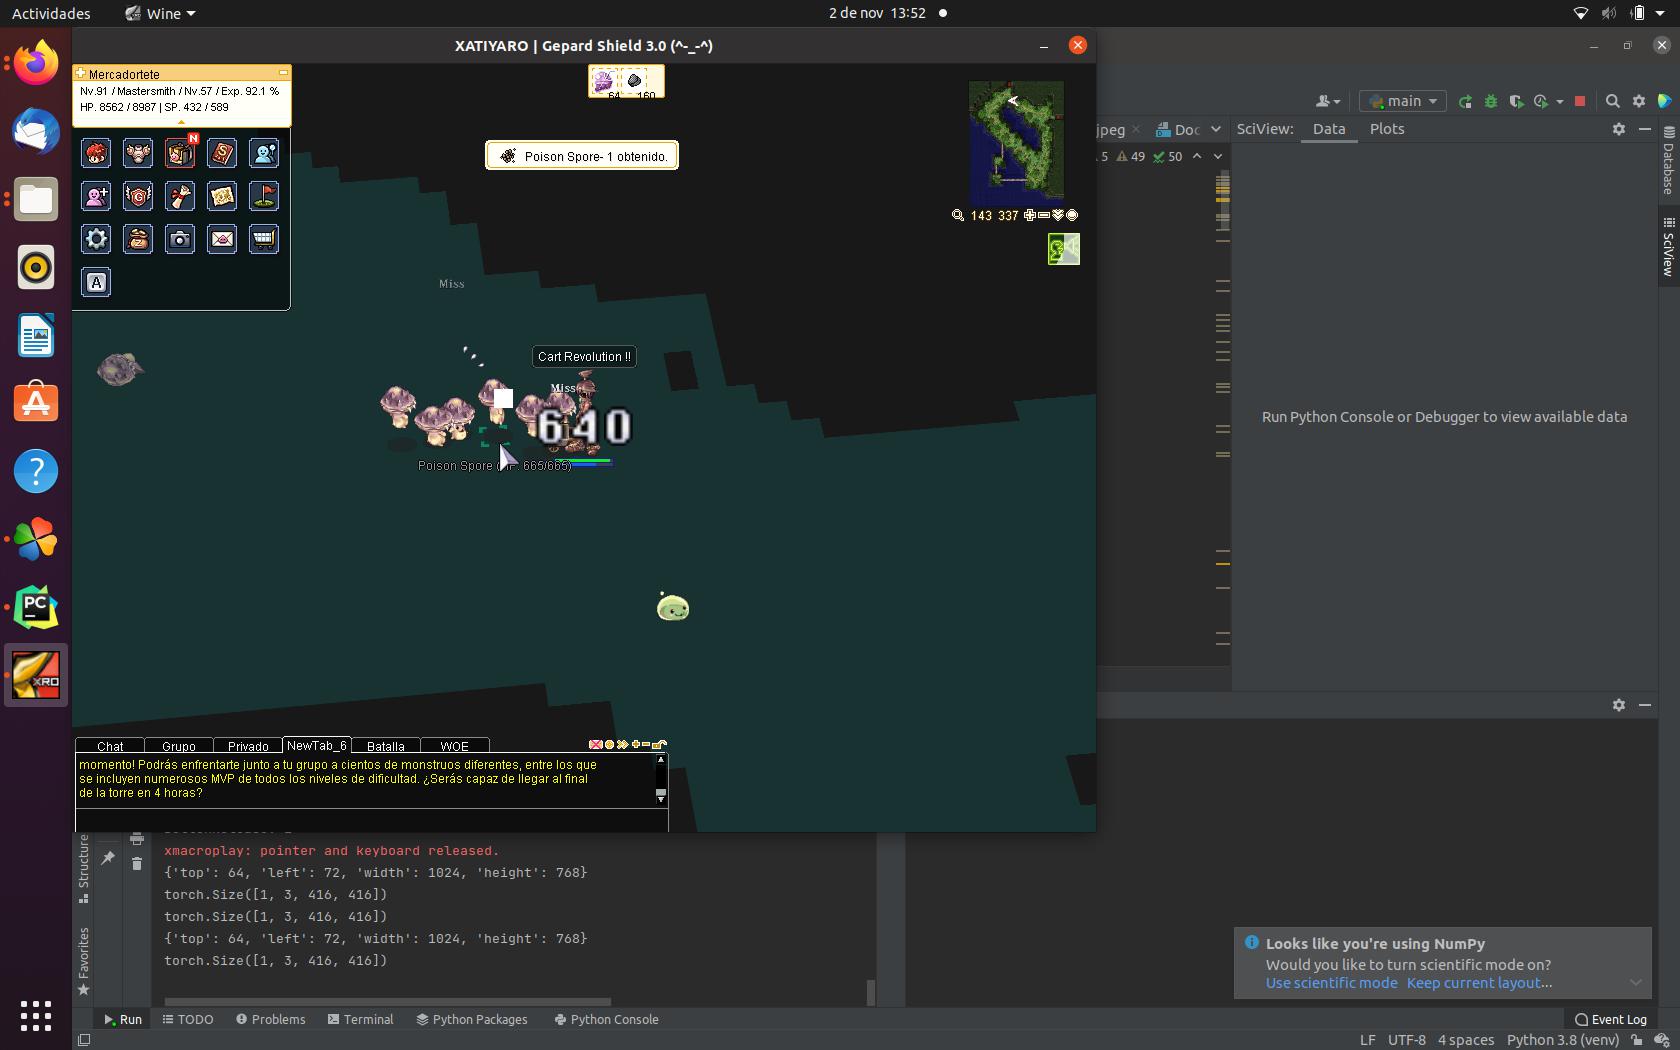 Actividades
Wine
2 de nov 13:52
XATIYARO | Gepard Shield 3.0 (^-_-^)
Mercadortete
Nv.91 / Mastersmith / Nv.57 / Exp. 92.1 %
HP. 8562 / 8987 | SP. 432 / 589
64
160
N
Poison Spore- 1 obtenido.
143 337
A
Miss
Cart Revolution !!
Miss
640
665/665)
Poison Spore
Chat
Grupo
Privado
NewTab_6
Batalla
WOE
momento! Podrás enfrentarte junto a tu grupo a cientos de monstruos diferentes, entre los que
se incluyen numerosos MVP de todos los niveles de dificultad. ¿Serás capaz de llegar al final
de la torre en 4 horas?
main
jpeg
Doc
SciView:
Data
Plots
5
49
50
Database
SciView
Run Python Console or Debugger to view available data
PC
XRO
xmacroplay: pointer and keyboard released.
{'top': 64, 'left': 72, 'width': 1024, 'height': 768}
torch.Size([1, 3, 416, 416])
torch.Size([1, 3, 416, 416])
{'top': 64, 'left': 72, 'width': 1024, 'height': 768}
torch.Size([1, 3, 416, 416])
Structure
Favorites
Looks like you're using NumPy
Would you like to turn scientific mode on?
Use scientific mode Keep current layout...
Run
TODO
Problems
Terminal
Python Packages
Python Console
Event Log
LF
UTF-8
4 spaces
Python 3.8 (venv)